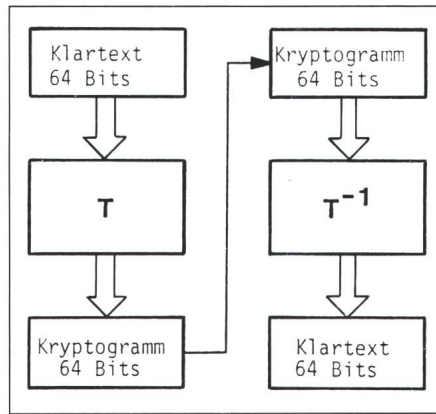 Klartext
64 Bits
T
Kryptogramm
64 Bits
Kryptogramm
64 Bits
T⁻¹
Klartext
64 Bits